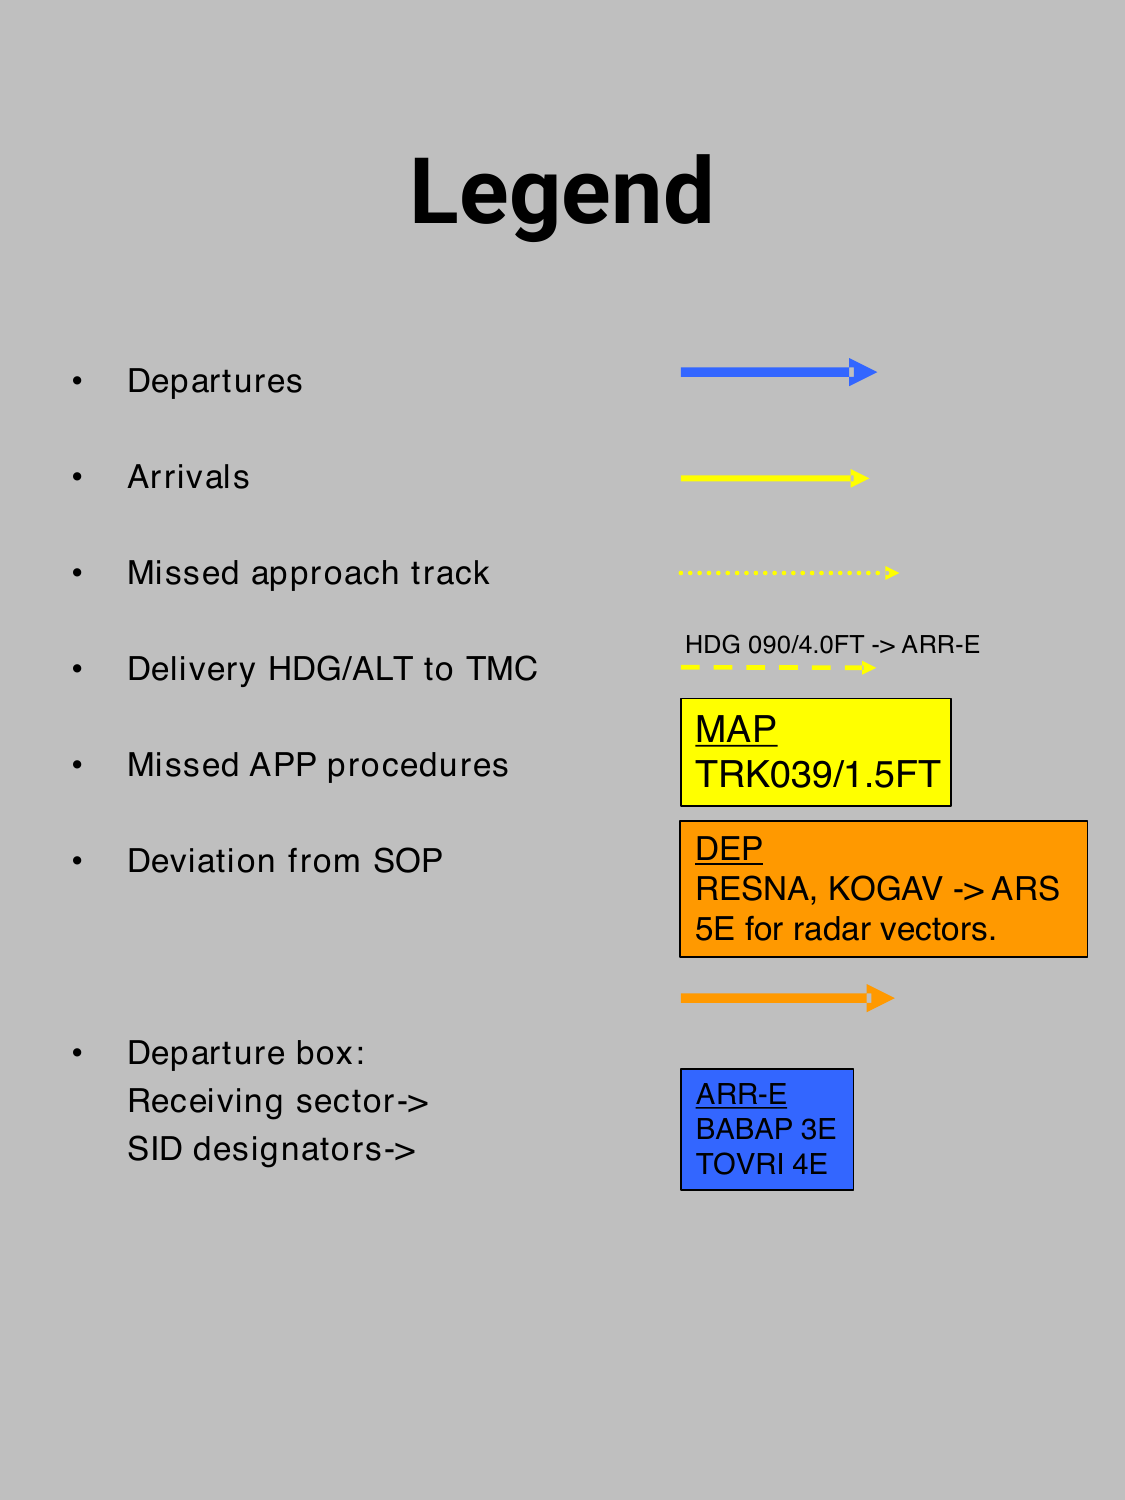 Legend
• Departures
• Arrivals
• Missed approach track
• Delivery HDG/ALT to TMC
HDG 090/4.0FT -> ARR-E
• Missed APP procedures
MAP
TRK039/1.5FT
• Deviation from SOP
DEP
RESNA, KOGAV -> ARS
5E for radar vectors.
• Departure box:
Receiving sector->
SID designators->
ARR-E
BABAP 3E
TOVRI 4E